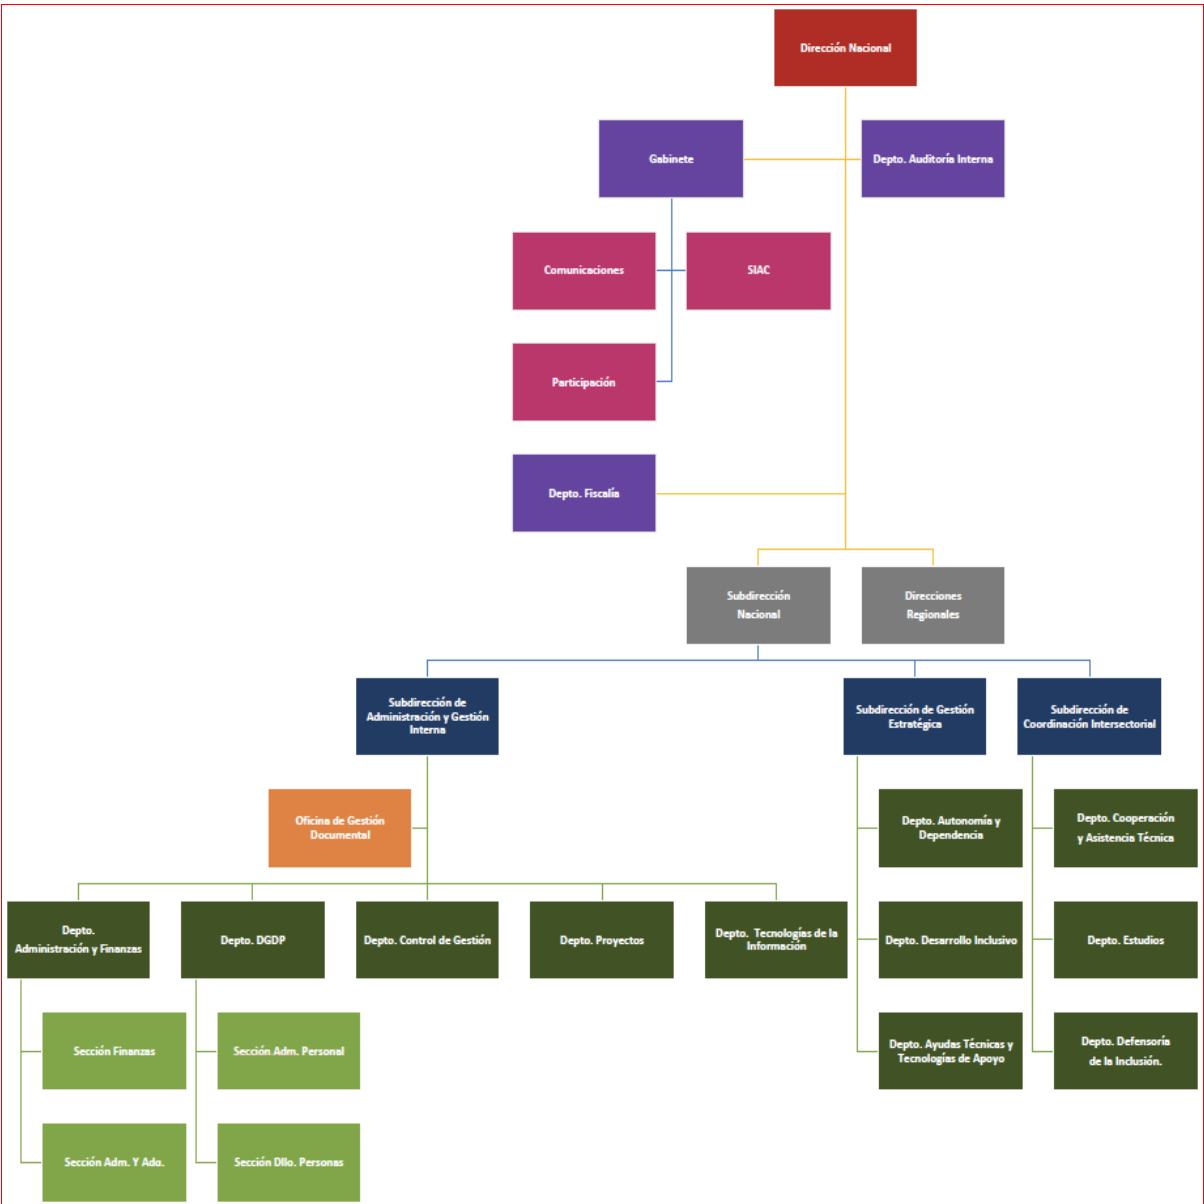 Dirección Nacional
Gabinete
Depto. Auditoría Interna
Comunicaciones
SIAC
Participación
Depto. Fiscalía
Subdirección
Nacional
Direcciones
Regionales
Subdirección de
Administración y Gestión
Interna
Subdirección de Gestión
Estratégica
Subdirección de
Coordinación Intersectorial
Oficina de Gestión
Documental
Depto. Autonomía y
Dependencia
Depto. Cooperación
y Asistencia Técnica
Depto.
Administración y Finanzas
Depto. DGDP
Depto. Control de Gestión
Depto. Proyectos
Depto. Tecnologías de la
Información
Depto. Desarrollo Inclusivo
Depto. Estudios
Sección Finanzas
Sección Adm. Personal
Depto. Ayudas Técnicas y
Tecnologías de Apoyo
Depto. Defensoría
de la Inclusión.
Sección Adm. Y Adq.
Sección Dllo. Personas